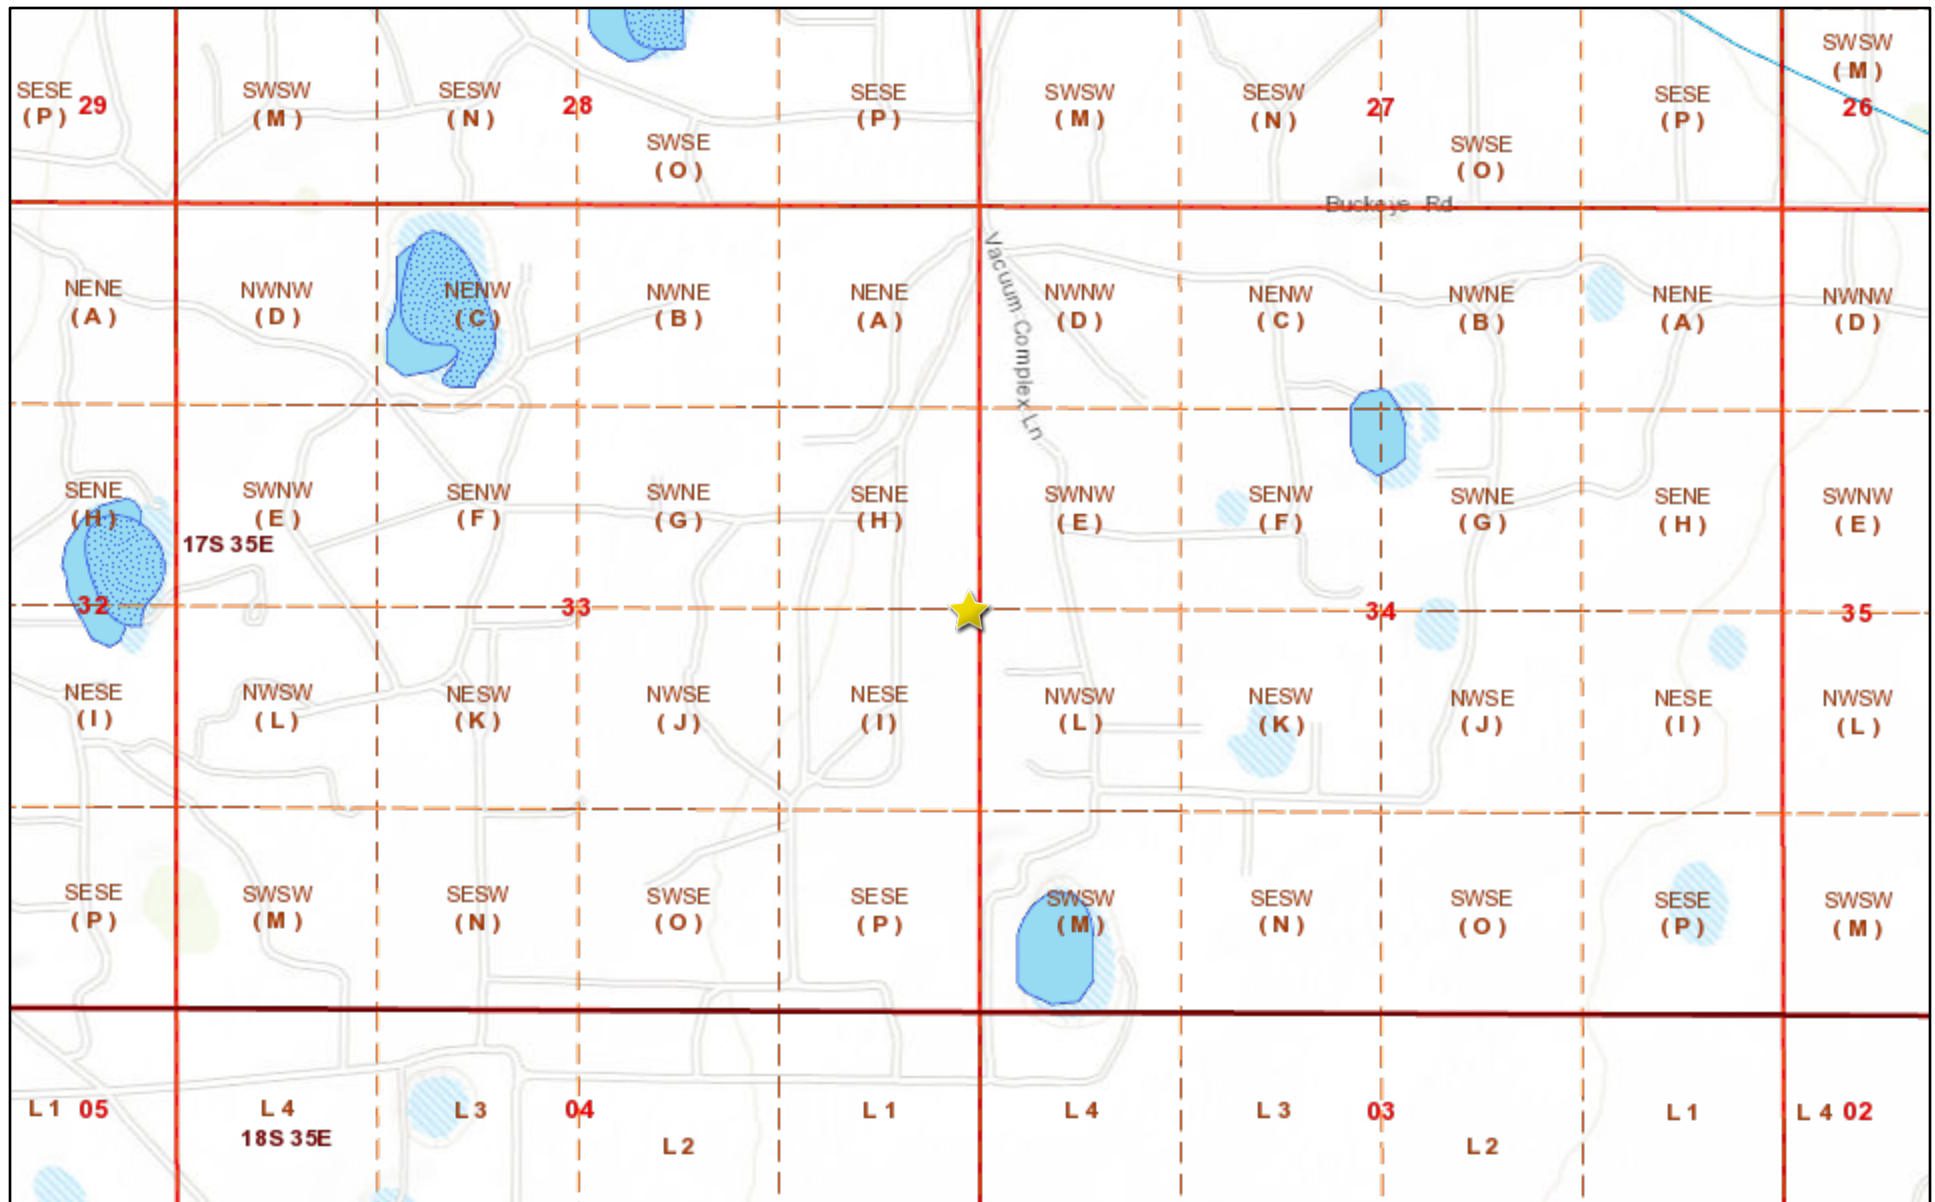 SWSW
(M)
SESE
(P)
29
SWSW
(M)
SESW
(N)
28
SWSE
(O)
SESE
(P)
SWSW
(M)
SESW
(N)
27
SWSE
(O)
SESE
(P)
26
Buckeye Rd
Vacuum Complex Ln
NENE
(A)
NWNW
(D)
NENW
(C)
NWNE
(B)
NENE
(A)
NWNW
(D)
NENW
(C)
NWNE
(B)
NENE
(A)
NWNW
(D)
SENE
(H)
SWNW
(E)
SENW
(F)
SWNE
(G)
SENE
(H)
SWNW
(E)
SENW
(F)
SWNE
(G)
SENE
(H)
SWNW
(E)
17S 35E
32
33
34
35
NESE
(I)
NWSW
(L)
NESW
(K)
NWSE
(J)
NESE
(I)
NWSW
(L)
NESW
(K)
NWSE
(J)
NESE
(I)
NWSW
(L)
SESE
(P)
SWSW
(M)
SESW
(N)
SWSE
(O)
SESE
(P)
SWSW
(M)
SESW
(N)
SWSE
(O)
SESE
(P)
SWSW
(M)
L 1 05
L 4
L 3
04
L 1
L 4
L 3
03
L 1
L 4 02
18S 35E
L 2
L 2